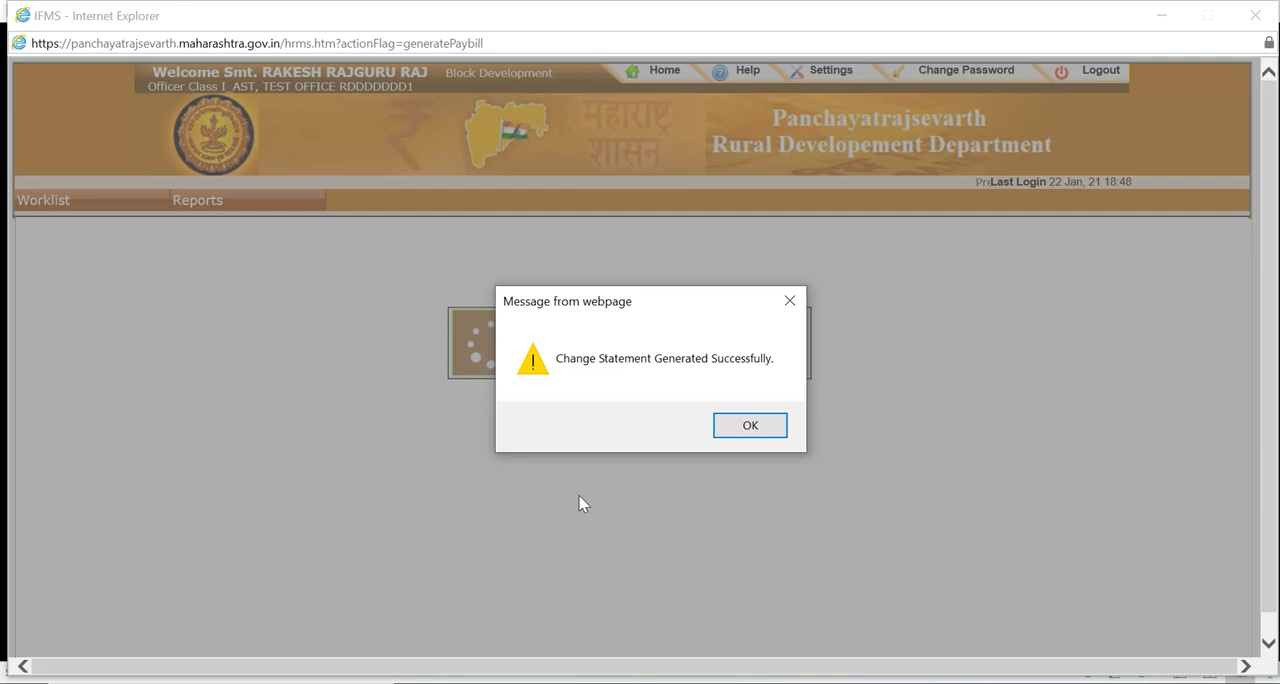 IFMS - Internet Explorer
https://panchayatrajsevarth.maharashtra.gov.in/hrms.htm?actionFlag=generatePaybill
Welcome Smt. RAKESH RAJGURU RAJ Block Development
Officer Class I_AST, TEST OFFICE RDDDDDDD1
Home Help Settings Change Password Logout
महाराष्ट्र
शासन
Panchayatrajsevarth
Rural Developement Department
PreLast Login 22 Jan, 21 18:48
Worklist Reports
Message from webpage
Change Statement Generated Successfully.
OK